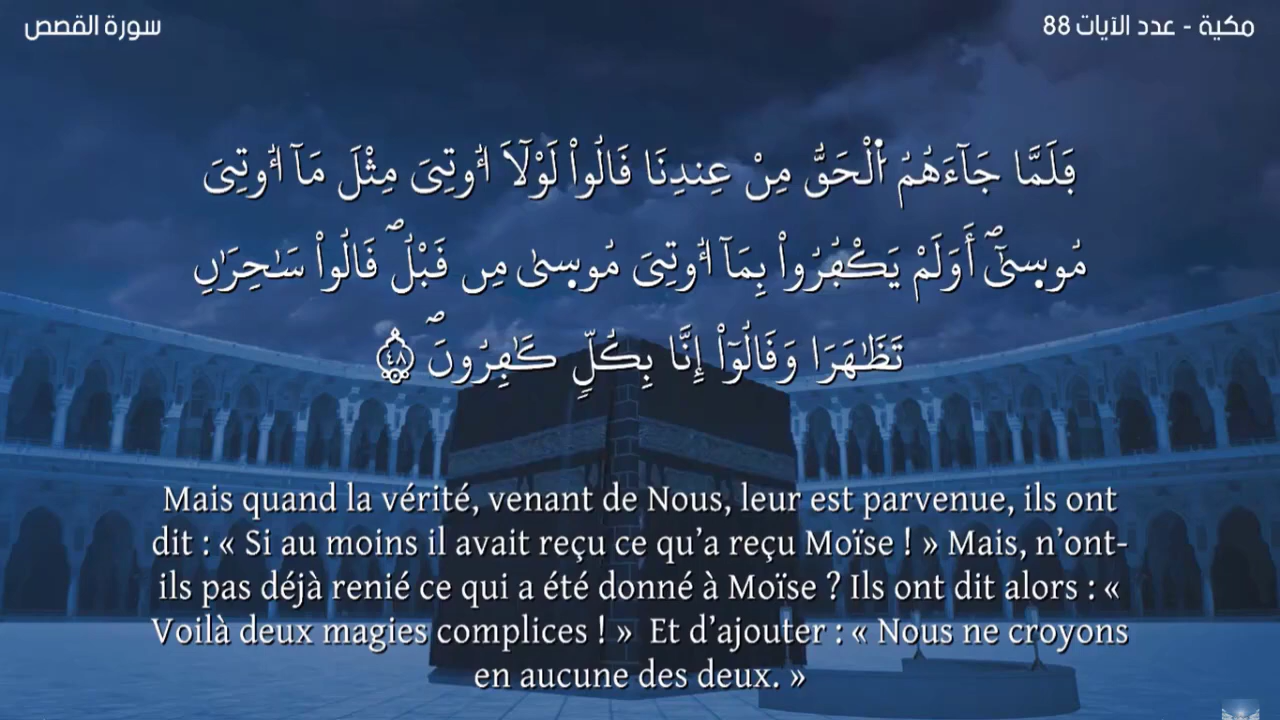 مكية - عدد الآيات 88
سورة القصص
فَلَمَّا جَآءَهُمُ اُ۬لْحَقُّ مِنْ عِندِنَا قَالُواْ لَوْلَآ أُوتِىَ مِثْلَ مَآ أُوتِىَ
مُوس۪ىٰٓۖ أَوَلَمْ يَكْفُرُواْ بِمَآ أُوتِىَ مُوس۪ىٰ مِن قَبْلُۖ قَالُواْ سَٰحِرَٰنِ
تَظَّٰهَرَا وَقَالُوٓاْ إِنَّا بِكُلّٖ كَٰفِرُونَۖ ٤٨
Mais quand la vérité, venant de Nous, leur est parvenue, ils ont
dit : « Si au moins il avait reçu ce qu’a reçu Moïse ! » Mais, n’ont-
ils pas déjà renié ce qui a été donné à Moïse ? Ils ont dit alors : «
Voilà deux magies complices ! » Et d’ajouter : « Nous ne croyons
en aucune des deux. »